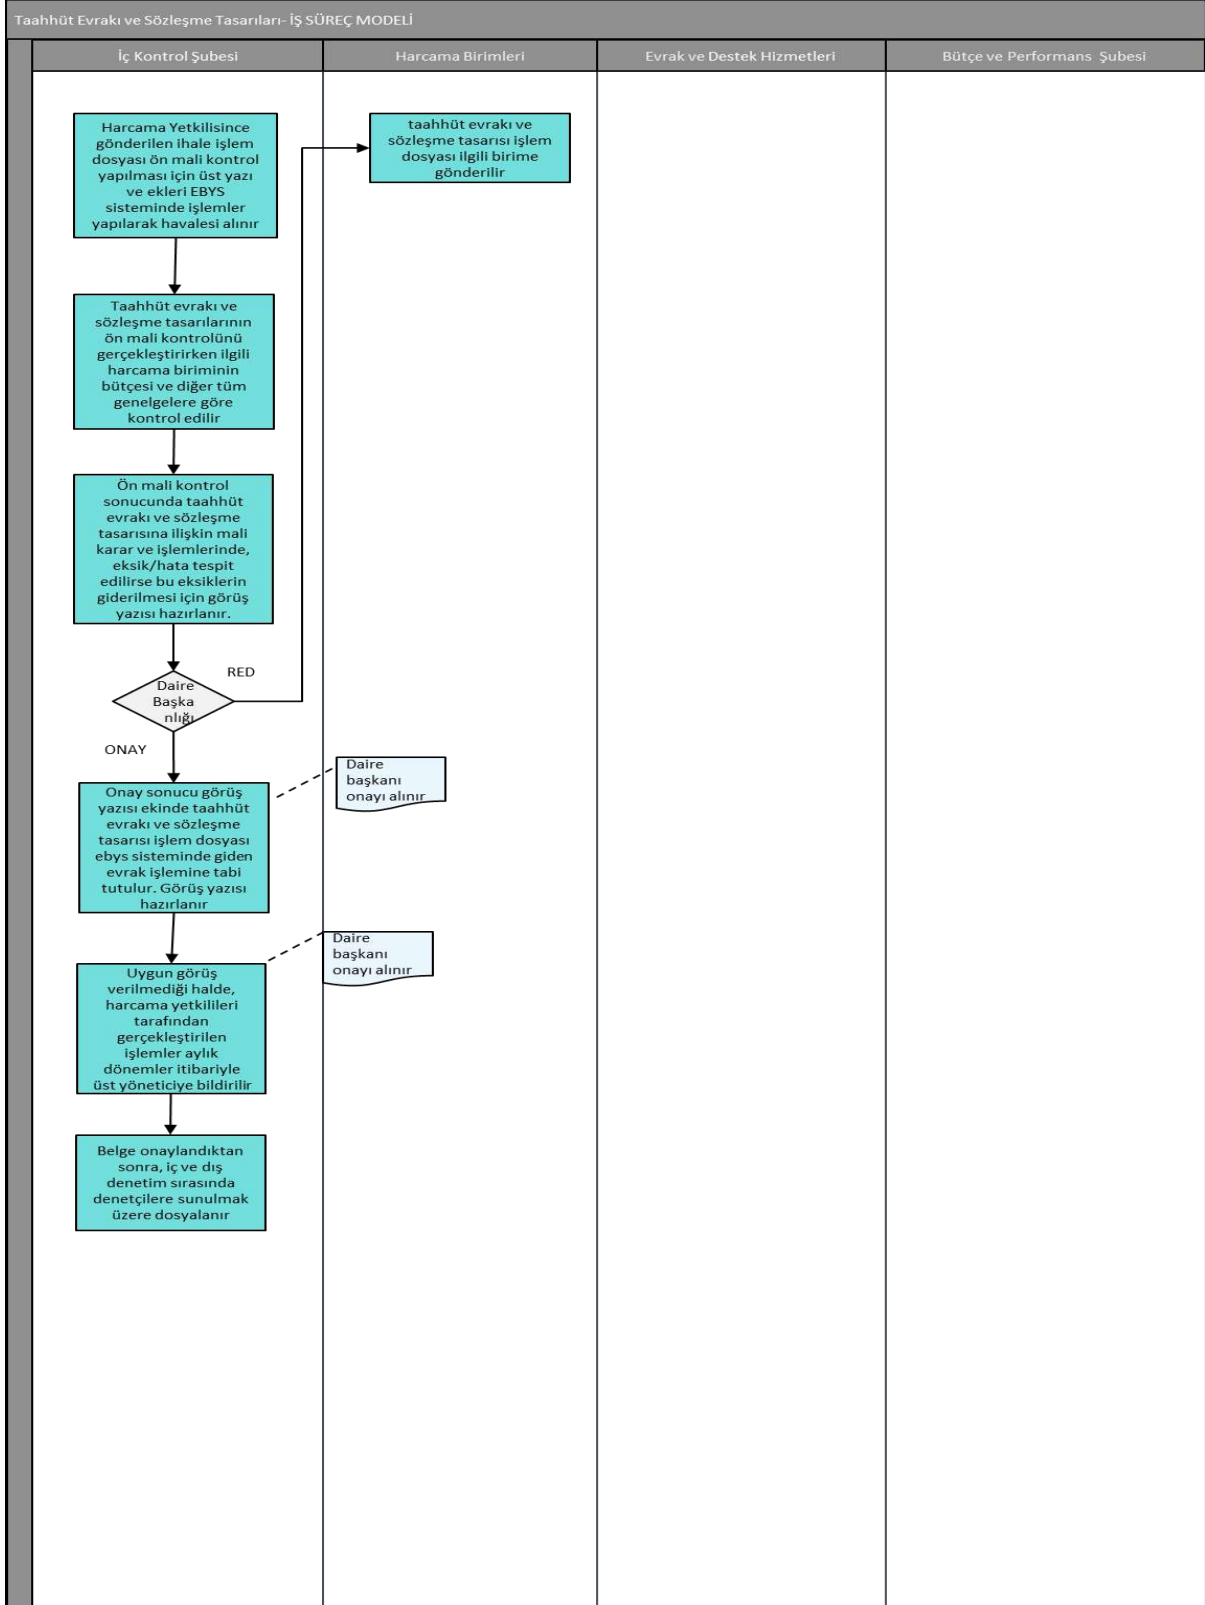 Taahhüt Evrakı ve Sözleşme Tasarıları- İŞ SÜREÇ MODELİ
İç Kontrol Şubesi
Harcama Birimleri
Evrak ve Destek Hizmetleri
Bütçe ve Performans Şubesi
Harcama Yetkilisince
gönderilen ihale işlem
dosyası ön mali kontrol
yapılması için üst yazı
ve ekleri EBYS
sisteminde işlemler
yapılarak havalesi alınır
taahhüt evrakı ve
sözleşme tasarısı işlem
dosyası ilgili birime
gönderilir
Taahhüt evrakı ve
sözleşme tasarılarının
ön mali kontrolünü
gerçekleştirirken ilgili
harcama biriminin
bütçesi ve diğer tüm
genelgelere göre
kontrol edilir
Ön mali kontrol
sonucunda taahhüt
evrakı ve sözleşme
tasarısına ilişkin mali
karar ve işlemlerinde,
eksik/hata tespit
edilirse bu eksiklerin
giderilmesi için görüş
yazısı hazırlanır.
RED
Daire
Başka
nlığı
ONAY
Daire
başkanı
onayı alınır
Onay sonucu görüş
yazısı ekinde taahhüt
evrakı ve sözleşme
tasarısı işlem dosyası
ebys sisteminde giden
evrak işlemine tabi
tutulur. Görüş yazısı
hazırlanır
Daire
başkanı
onayı alınır
Uygun görüş
verilmediği halde,
harcama yetkilileri
tarafından
gerçekleştirilen
işlemler aylık
dönemler itibariyle
üst yöneticiye bildirilir
Belge onaylandıktan
sonra, iç ve dış
denetim sırasında
denetçilere sunulmak
üzere dosyalanır